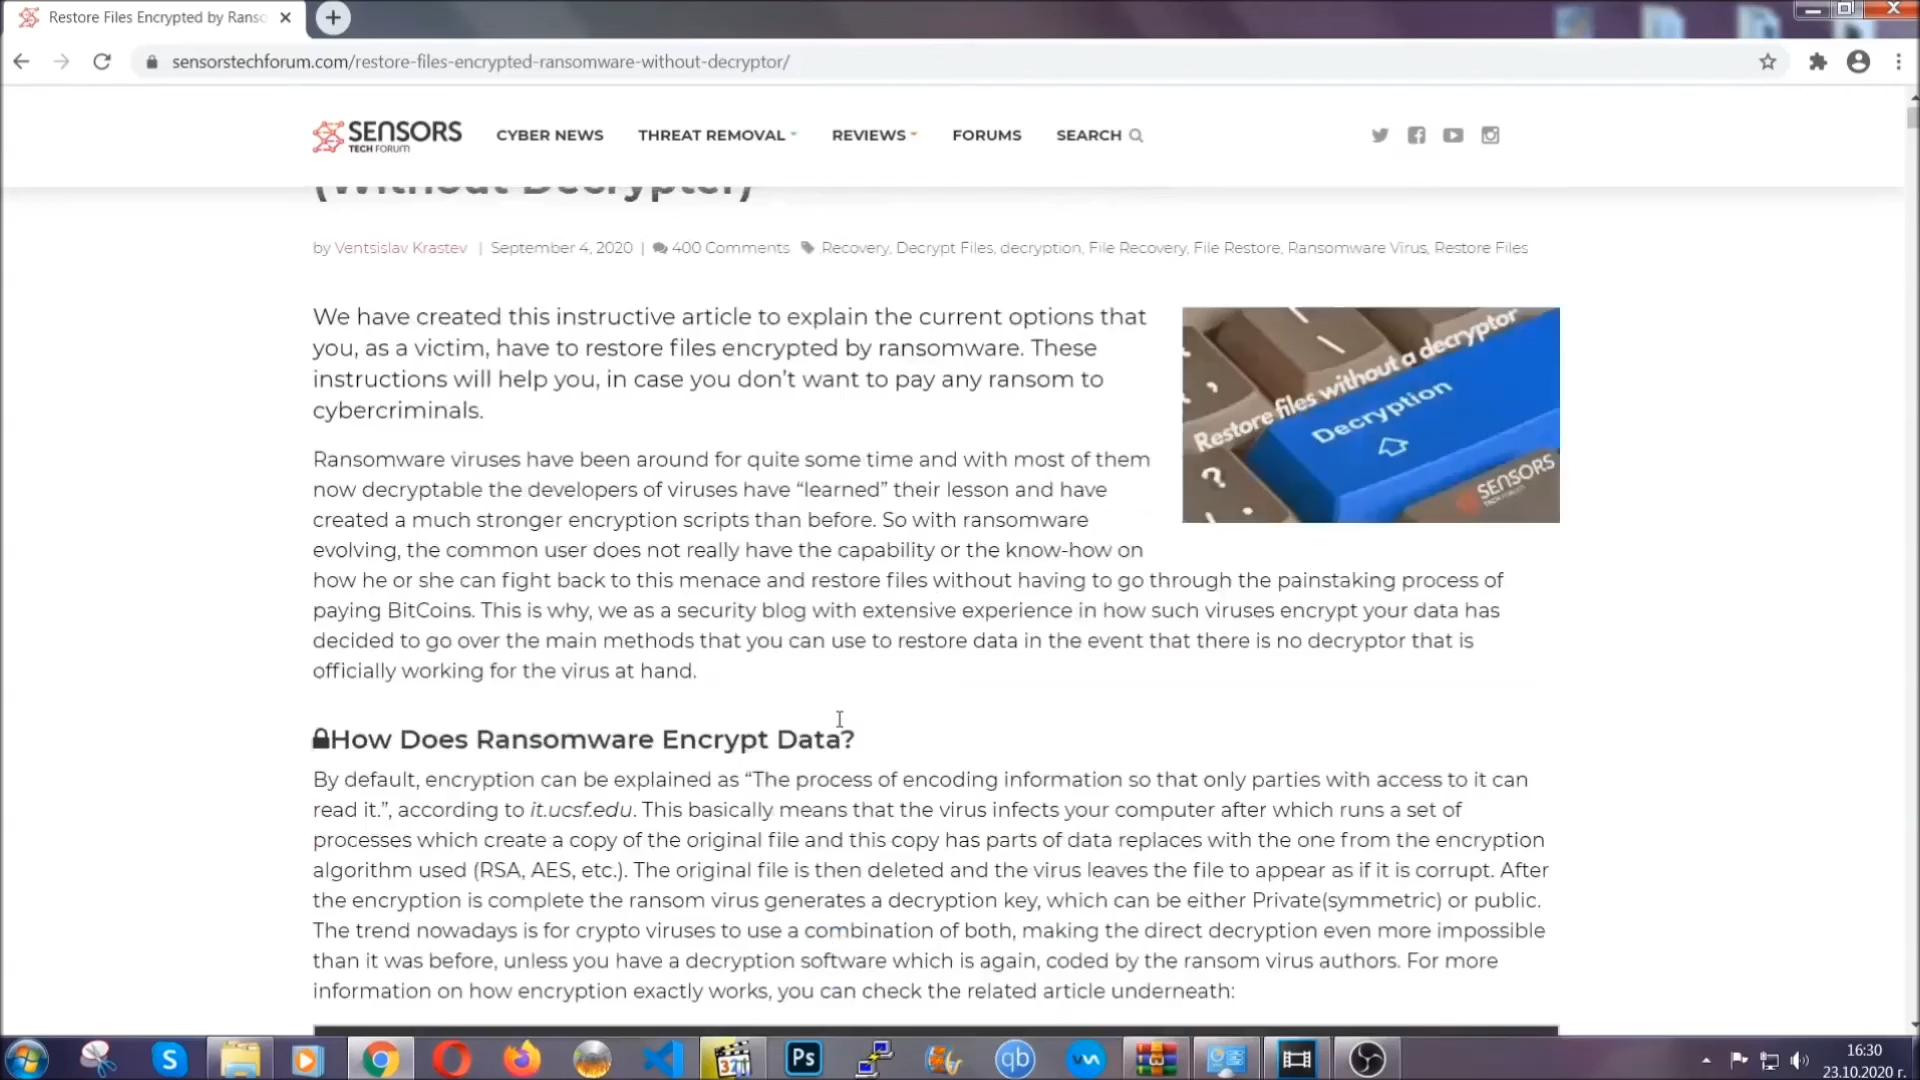 Restore Files Encrypted by Ranso
sensorstechforum.com/restore-files-encrypted-ransomware-without-decryptor/
SENSORS
TECH FORUM
CYBER NEWS THREAT REMOVAL REVIEWS FORUMS SEARCH
(Without Decrypter)
by Ventsislav Krastev | September 4, 2020 | 400 Comments Recovery, Decrypt Files, decryption, File Recovery, File Restore, Ransomware Virus, Restore Files
We have created this instructive article to explain the current options that
you, as a victim, have to restore files encrypted by ransomware. These
instructions will help you, in case you don't want to pay any ransom to
cybercriminals.
Restore files without a decryptor
Decryption
SENSORS
Ransomware viruses have been around for quite some time and with most of them
now decryptable the developers of viruses have “learned” their lesson and have
created a much stronger encryption scripts than before. So with ransomware
evolving, the common user does not really have the capability or the know-how on
how he or she can fight back to this menace and restore files without having to go through the painstaking process of
paying BitCoins. This is why, we as a security blog with extensive experience in how such viruses encrypt your data has
decided to go over the main methods that you can use to restore data in the event that there is no decryptor that is
officially working for the virus at hand.
How Does Ransomware Encrypt Data?
By default, encryption can be explained as “The process of encoding information so that only parties with access to it can
read it.”, according to it.ucsf.edu. This basically means that the virus infects your computer after which runs a set of
processes which create a copy of the original file and this copy has parts of data replaces with the one from the encryption
algorithm used (RSA, AES, etc.). The original file is then deleted and the virus leaves the file to appear as if it is corrupt. After
the encryption is complete the ransom virus generates a decryption key, which can be either Private(symmetric) or public.
The trend nowadays is for crypto viruses to use a combination of both, making the direct decryption even more impossible
than it was before, unless you have a decryption software which is again, coded by the ransom virus authors. For more
information on how encryption exactly works, you can check the related article underneath:
S
321
Ps
qb
16:30
23.10.2020 г.